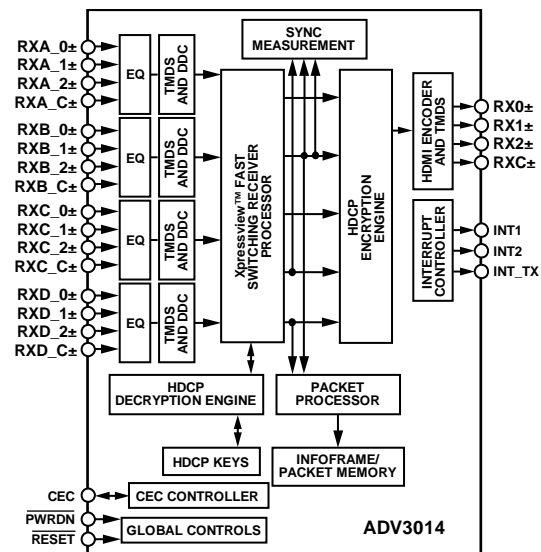 SYNC
MEASUREMENT
RXA_0±
RXA_1±
RXA_2±
RXA_C±
EQ
TMDS
AND DDC
RXB_0±
RXB_1±
RXB_2±
RXB_C±
EQ
TMDS
AND DDC
RXC_0±
RXC_1±
RXC_2±
RXC_C±
EQ
TMDS
AND DDC
RXD_0±
RXD_1±
RXD_2±
RXD_C±
EQ
TMDS
AND DDC
Xpressview™ FAST
SWITCHING RECEIVER
PROCESSOR
HDCP
ENCRYPTION
ENGINE
HDMI ENCODER
AND TMDS
RX0±
RX1±
RX2±
RXC±
INTERRUPT
CONTROLLER
INT1
INT2
INT_TX
HDCP
DECRYPTION ENGINE
PACKET
PROCESSOR
HDCP KEYS
INFOFRAME/
PACKET MEMORY
CEC
CEC CONTROLLER
PWRDN
RESET
GLOBAL CONTROLS
ADV3014